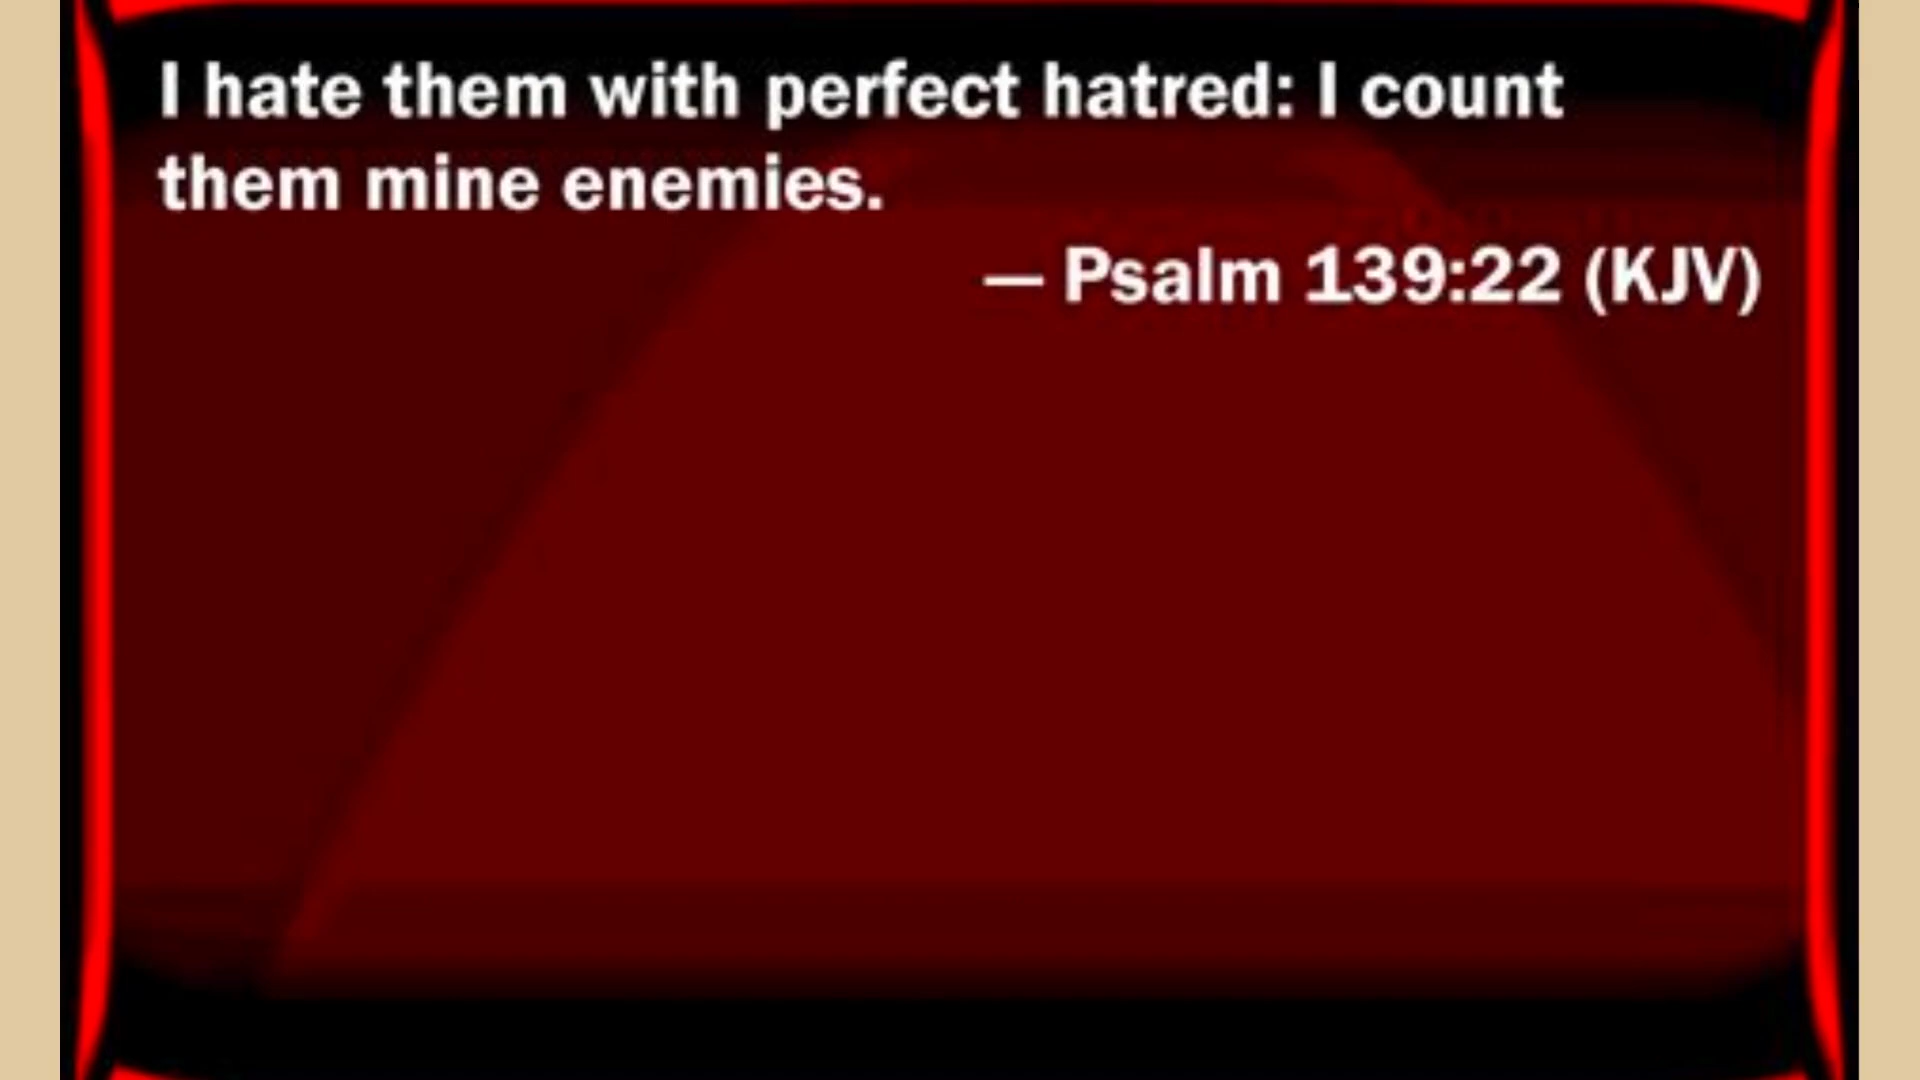 I hate them with perfect hatred: I count
them mine enemies.
— Psalm 139:22 (KJV)